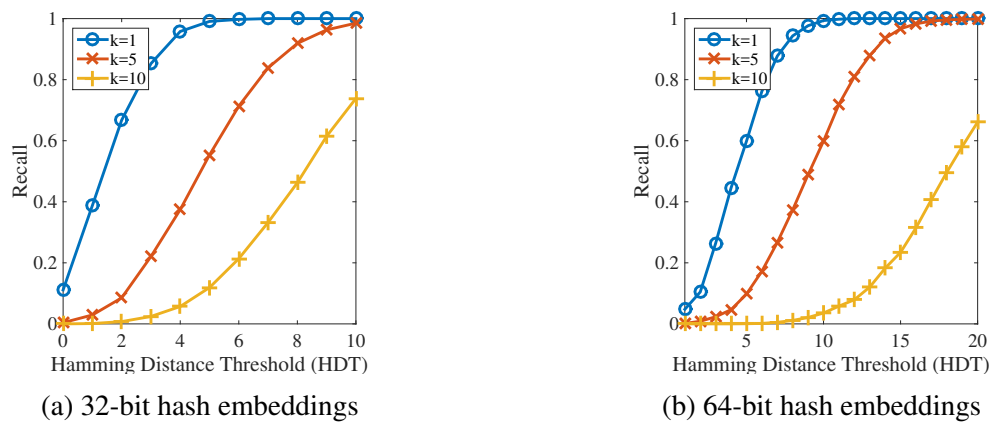 1
0.8
0.6
0.4
0.2
0
Recall
k=1
k=5
k=10
0 2 4 6 8 10
Hamming Distance Threshold (HDT)
(a) 32-bit hash embeddings
1
0.8
0.6
0.4
0.2
0
Recall
k=1
k=5
k=10
5 10 15 20
Hamming Distance Threshold (HDT)
(b) 64-bit hash embeddings